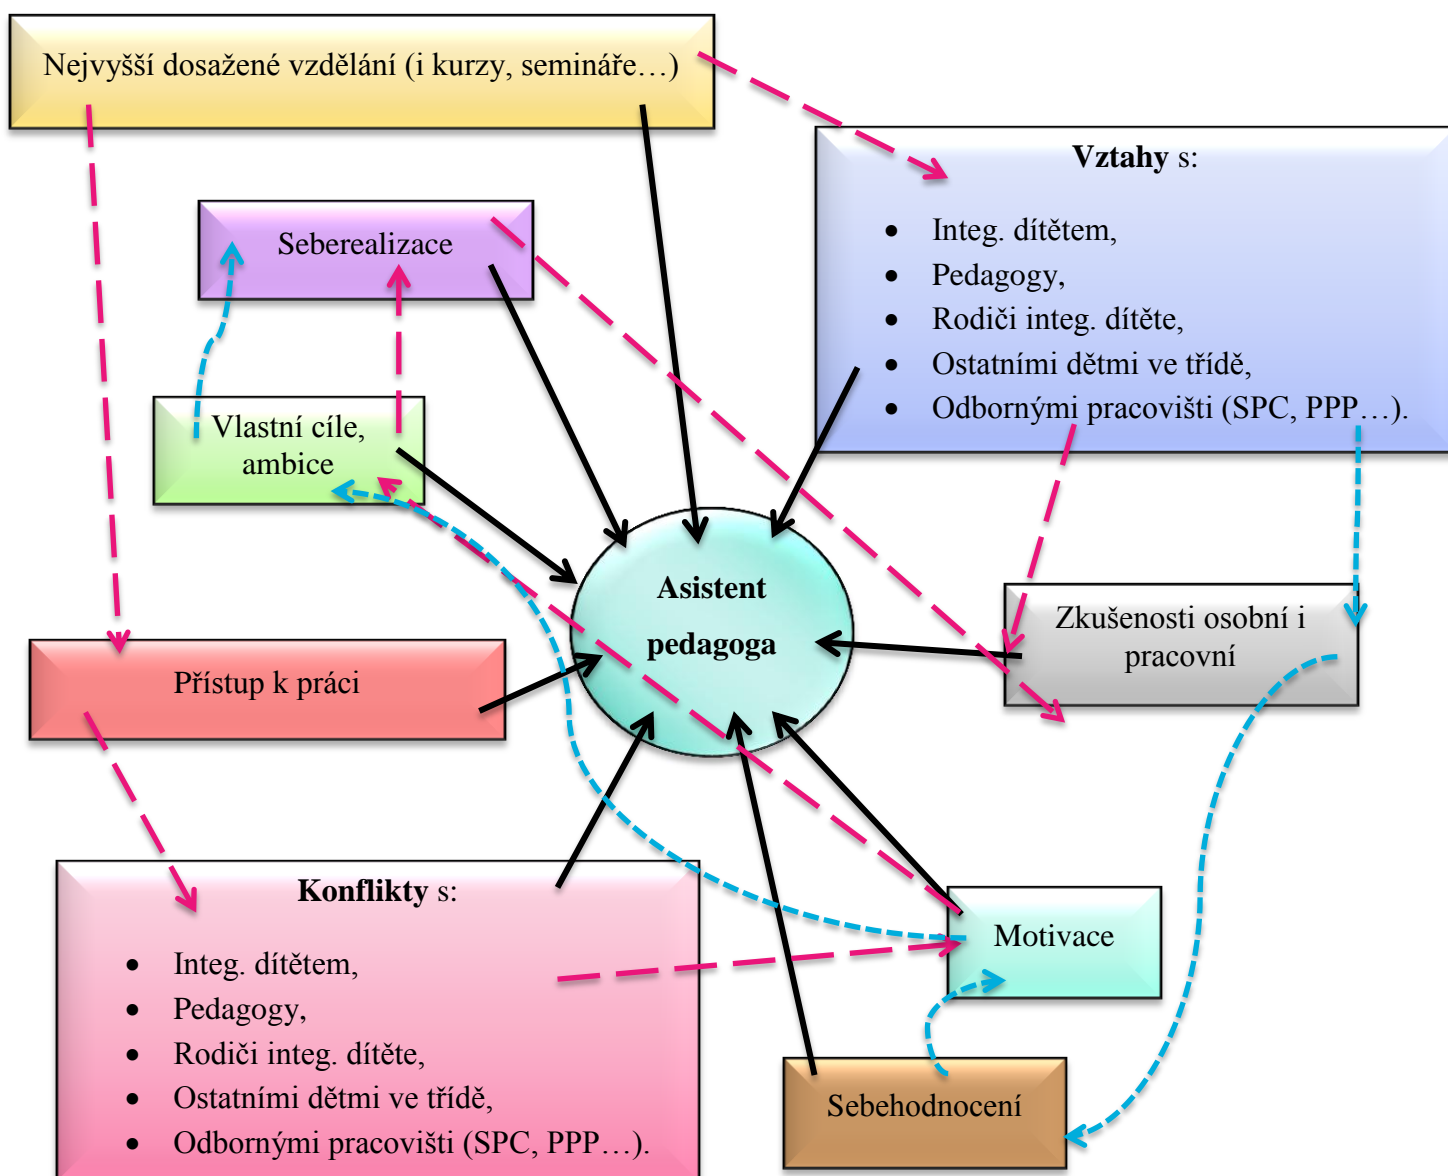 Nejvyšší dosažené vzdělání (i kurzy, semináře…)
Vztahy s:
• Integ. dítětem,
• Pedagogy,
• Rodiči integ. dítěte,
• Ostatními dětmi ve třídě,
• Odbornými pracovišti (SPC, PPP…).
Seberealizace
Vlastní cíle,
ambice
Asistent
pedagoga
Zkušenosti osobní i
pracovní
Přístup k práci
Konflikty s:
• Integ. dítětem,
• Pedagogy,
• Rodiči integ. dítěte,
• Ostatními dětmi ve třídě,
• Odbornými pracovišti (SPC, PPP…).
Motivace
Sebehodnocení